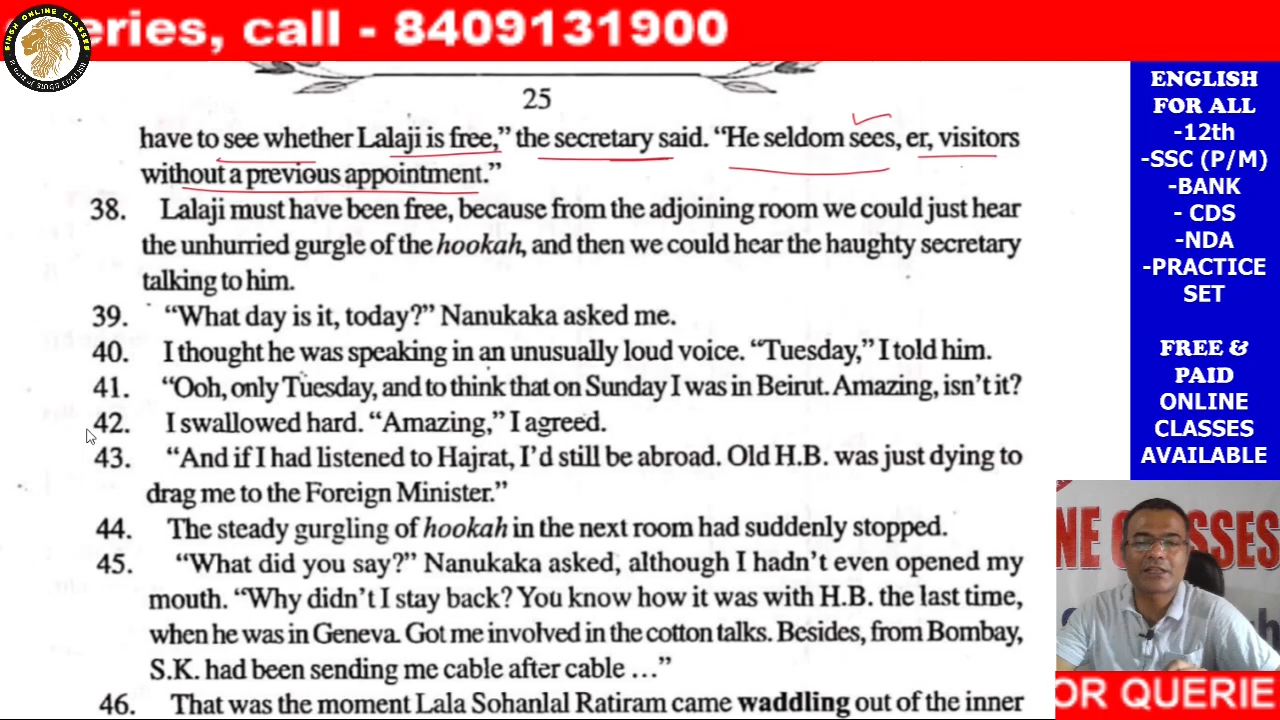 eries, call - 8409131900
SINGH ONLINE CLASSES
25
have to see whether Lalaji is free,” the secretary said. “He seldom sees, er, visitors
without a previous appointment.”
38. Lalaji must have been free, because from the adjoining room we could just hear
the unhurried gurgle of the hookah, and then we could hear the haughty secretary
talking to him.
39. “What day is it, today?” Nanukaka asked me.
40. I thought he was speaking in an unusually loud voice. “Tuesday,” I told him.
41. “Ooh, only Tuesday, and to think that on Sunday I was in Beirut. Amazing, isn’t it?
42. I swallowed hard. “Amazing,” I agreed.
43. “And if I had listened to Hajrat, I’d still be abroad. Old H.B. was just dying to
drag me to the Foreign Minister.”
44. The steady gurgling of hookah in the next room had suddenly stopped.
45. “What did you say?” Nanukaka asked, although I hadn’t even opened my
mouth. “Why didn’t I stay back? You know how it was with H.B. the last time,
when he was in Geneva. Got me involved in the cotton talks. Besides, from Bombay,
S.K. had been sending me cable after cable ...”
46. That was the moment Lala Sohanlal Ratiram came waddling out of the inner
ENGLISH
FOR ALL
-12th
-SSC (P/M)
-BANK
- CDS
-NDA
-PRACTICE
SET
FREE &
PAID
ONLINE
CLASSES
AVAILABLE
NE C SSES
OR QUERIE